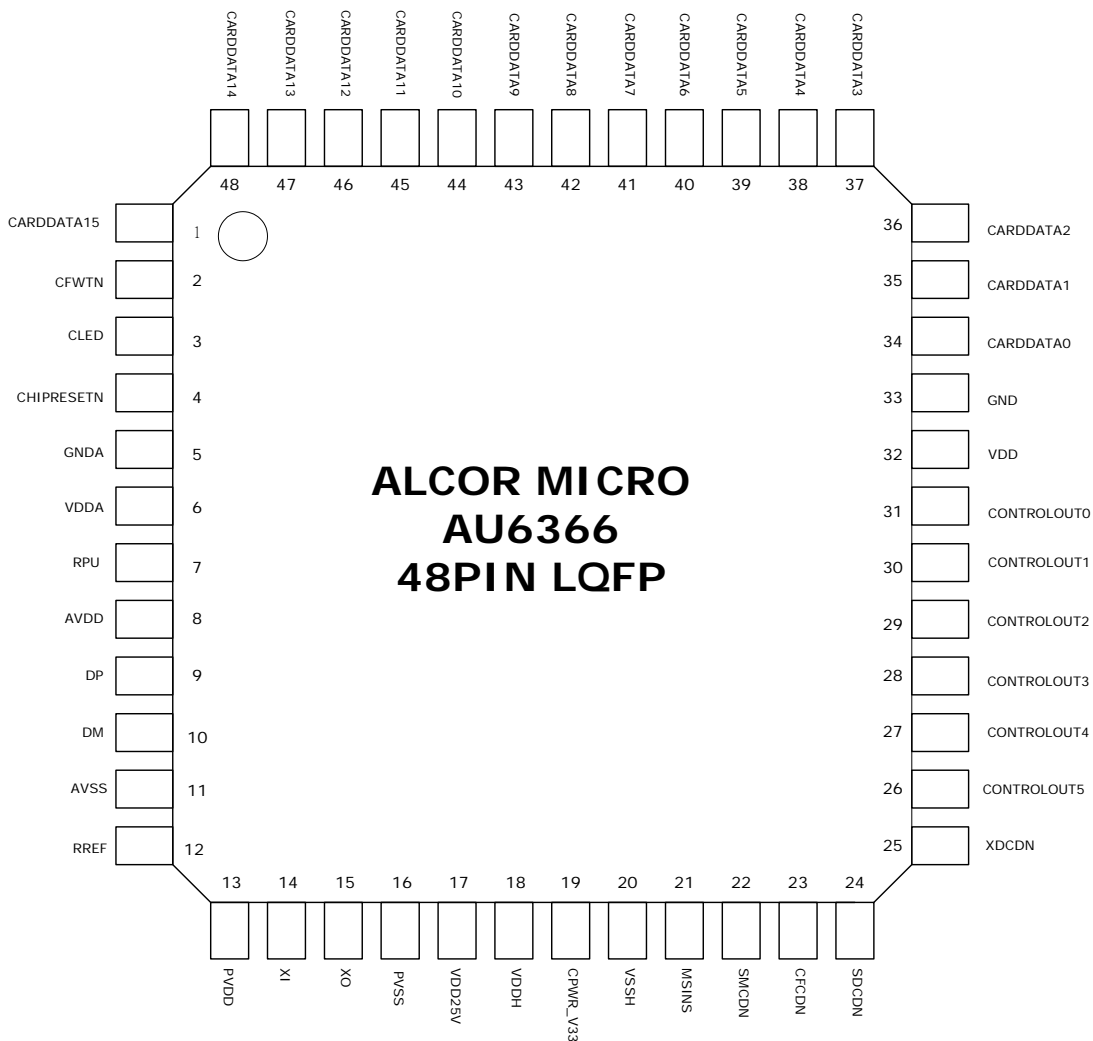 CARDDATA14
CARDDATA13
CARDDATA12
CARDDATA11
CARDDATA10
CARDDATA9
CARDDATA8
CARDDATA7
CARDDATA6
CARDDATA5
CARDDATA4
CARDDATA3
48 47 46 45 44 43 42 41 40 39 38 37
CARDDATA15 1
CFWTN 2
CLED 3
CHIPRESETN 4
GNDA 5
VDDA 6
RPU 7
AVDD 8
DP 9
DM 10
AVSS 11
RREF 12
ALCOR MICRO
AU6366
48PIN LQFP
36 CARDDATA2
35 CARDDATA1
34 CARDDATA0
33 GND
32 VDD
31 CONTROLOUT0
30 CONTROLOUT1
29 CONTROLOUT2
28 CONTROLOUT3
27 CONTROLOUT4
26 CONTROLOUT5
25 XDCDN
13 14 15 16 17 18 19 20 21 22 23 24
PVDD
XI
XO
PVSS
VDD25V
VDDH
CPWR_V33
VSSH
MSINS
SMCDN
CFCDN
SDCDN